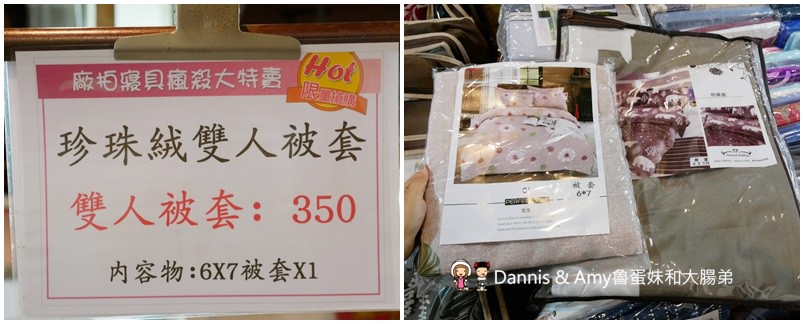 廠拍寢具瘋殺大特賣
Hot
限量搶購
珍珠絨雙人被套
雙人被套: 350
內容物:6X7被套X1
被 套
6*7
Dannis & Amy魯蛋妹和大腸弟